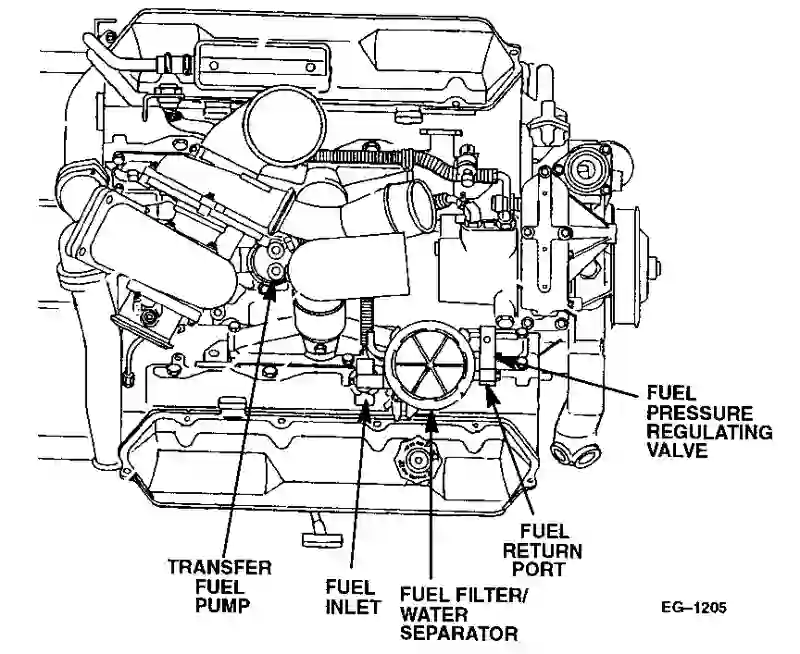 FUEL
PRESSURE
REGULATING
VALVE
FUEL
RETURN
PORT
TRANSFER
FUEL
PUMP
FUEL
INLET
FUEL FILTER/
WATER
SEPARATOR
EG–1205